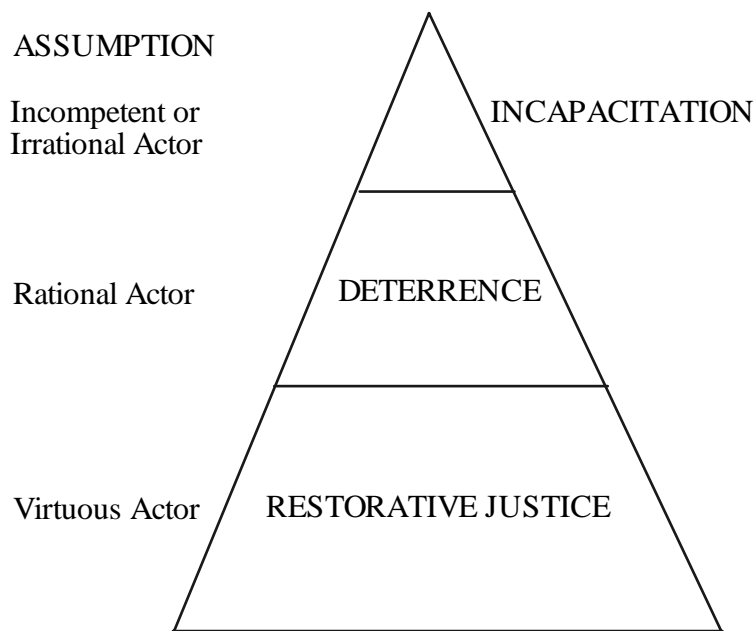 ASSUMPTION
Incompetent or
Irrational Actor
INCAPACITATION
Rational Actor
DETERRENCE
Virtuous Actor
RESTORATIVE JUSTICE